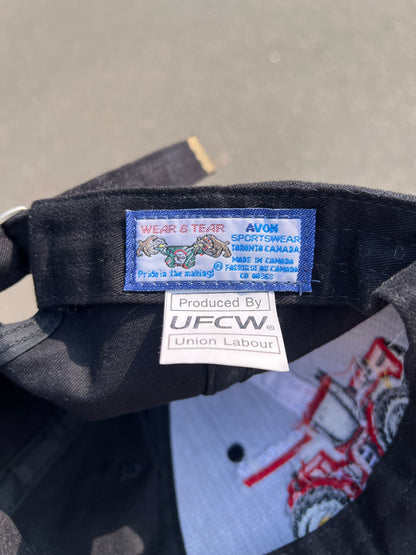 WEAR & TEAR
Pride in the making!
AVON
SPORTSWEAR
TORONTO CANADA
MADE IN CANADA
FABRIQUE AU CANADA
Produced By
UFCW®
Union Labour